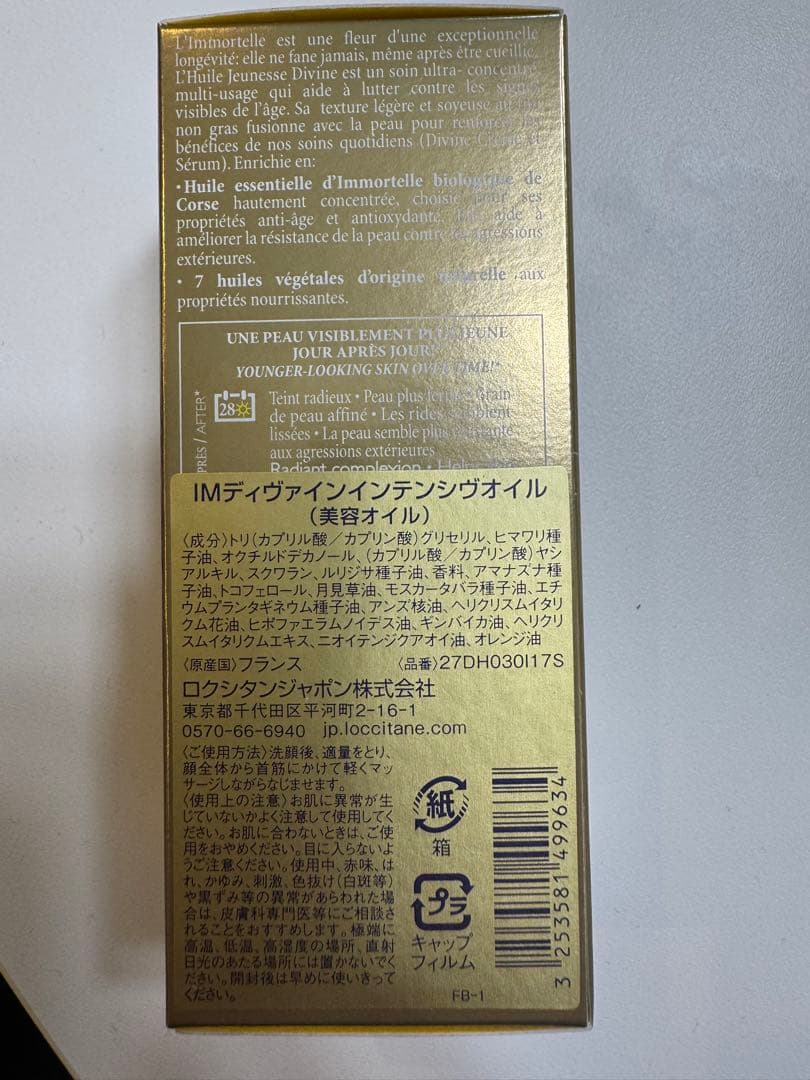 L'Immortelle est une fleur d'une exceptionnelle
longévité: elle ne fane jamais, même après être cueillie.
L'Huile Jeunesse Divine est un soin ultra- concentré
multi-usage qui aide à lutter contre les signes
visibles de l'âge. Sa texture légère et soyeuse au fini
non gras fusionne avec la peau pour renforcer les
bénéfices de nos soins quotidiens (Divine Crème et
Sérum). Enrichie en:
• Huile essentielle d'Immortelle biologique de
Corse hautement concentrée, choisie pour ses
propriétés anti-âge et antioxydante. Elle aide à
améliorer la résistance de la peau contre les agressions
extérieures.
• 7 huiles végétales d'origine naturelle aux
propriétés nourrissantes.
UNE PEAU VISIBLEMENT PLUS JEUNE
JOUR APRÈS JOUR!*
YOUNGER-LOOKING SKIN OVER TIME!*
PRÈS / AFTER*
28
Teint radieux • Peau plus ferme • Grain
de peau affiné • Les rides semblent
lissées • La peau semble plus résistante
aux agressions extérieures
Radiant complexion •
IMディヴァインインテンシヴオイル
(美容オイル)
〈成分〉トリ(カプリル酸/カプリン酸)グリセリル、ヒマワリ種
子油、オクチルドデカノール、(カプリル酸/カプリン酸)ヤシ
アルキル、スクワラン、ルリジサ種子油、香料、アマナズナ種
子油、トコフェロール、月見草油、モスカータバラ種子油、エチ
ウムプランタギネウム種子油、アンズ核油、ヘリクリスムイタリ
クム花油、ヒポファエラムノイデス油、ギンバイカ油、ヘリクリ
スムイタリクムエキス、ニオイテンジクアオイ油、オレンジ油
〈原産国〉フランス 〈品番〉27DH030I17S
ロクシタンジャポン株式会社
東京都千代田区平河町2-16-1
0570-66-6940 jp.loccitane.com
〈ご使用方法〉洗顔後、適量をとり、
顔全体から首筋にかけて軽くマッ
サージしながらなじませます。
〈使用上の注意〉お肌に異常が生
じていないかよく注意して使用してく
ださい。お肌に合わないときは、ご使
用をおやめください。目に入らないよ
うご注意ください。使用中、赤味、は
れ、かゆみ、刺激、色抜け(白斑等)
や黒ずみ等の異常があらわれた場
合は、皮膚科専門医等にご相談さ
れることをおすすめします。極端に
高温、低温、高湿度の場所、直射
日光のあたる場所には置かないでく
ださい。開封後は早めに使いきって
ください。
紙
箱
プラ
キャップ
フィルム
FB-1
3 253581 499634